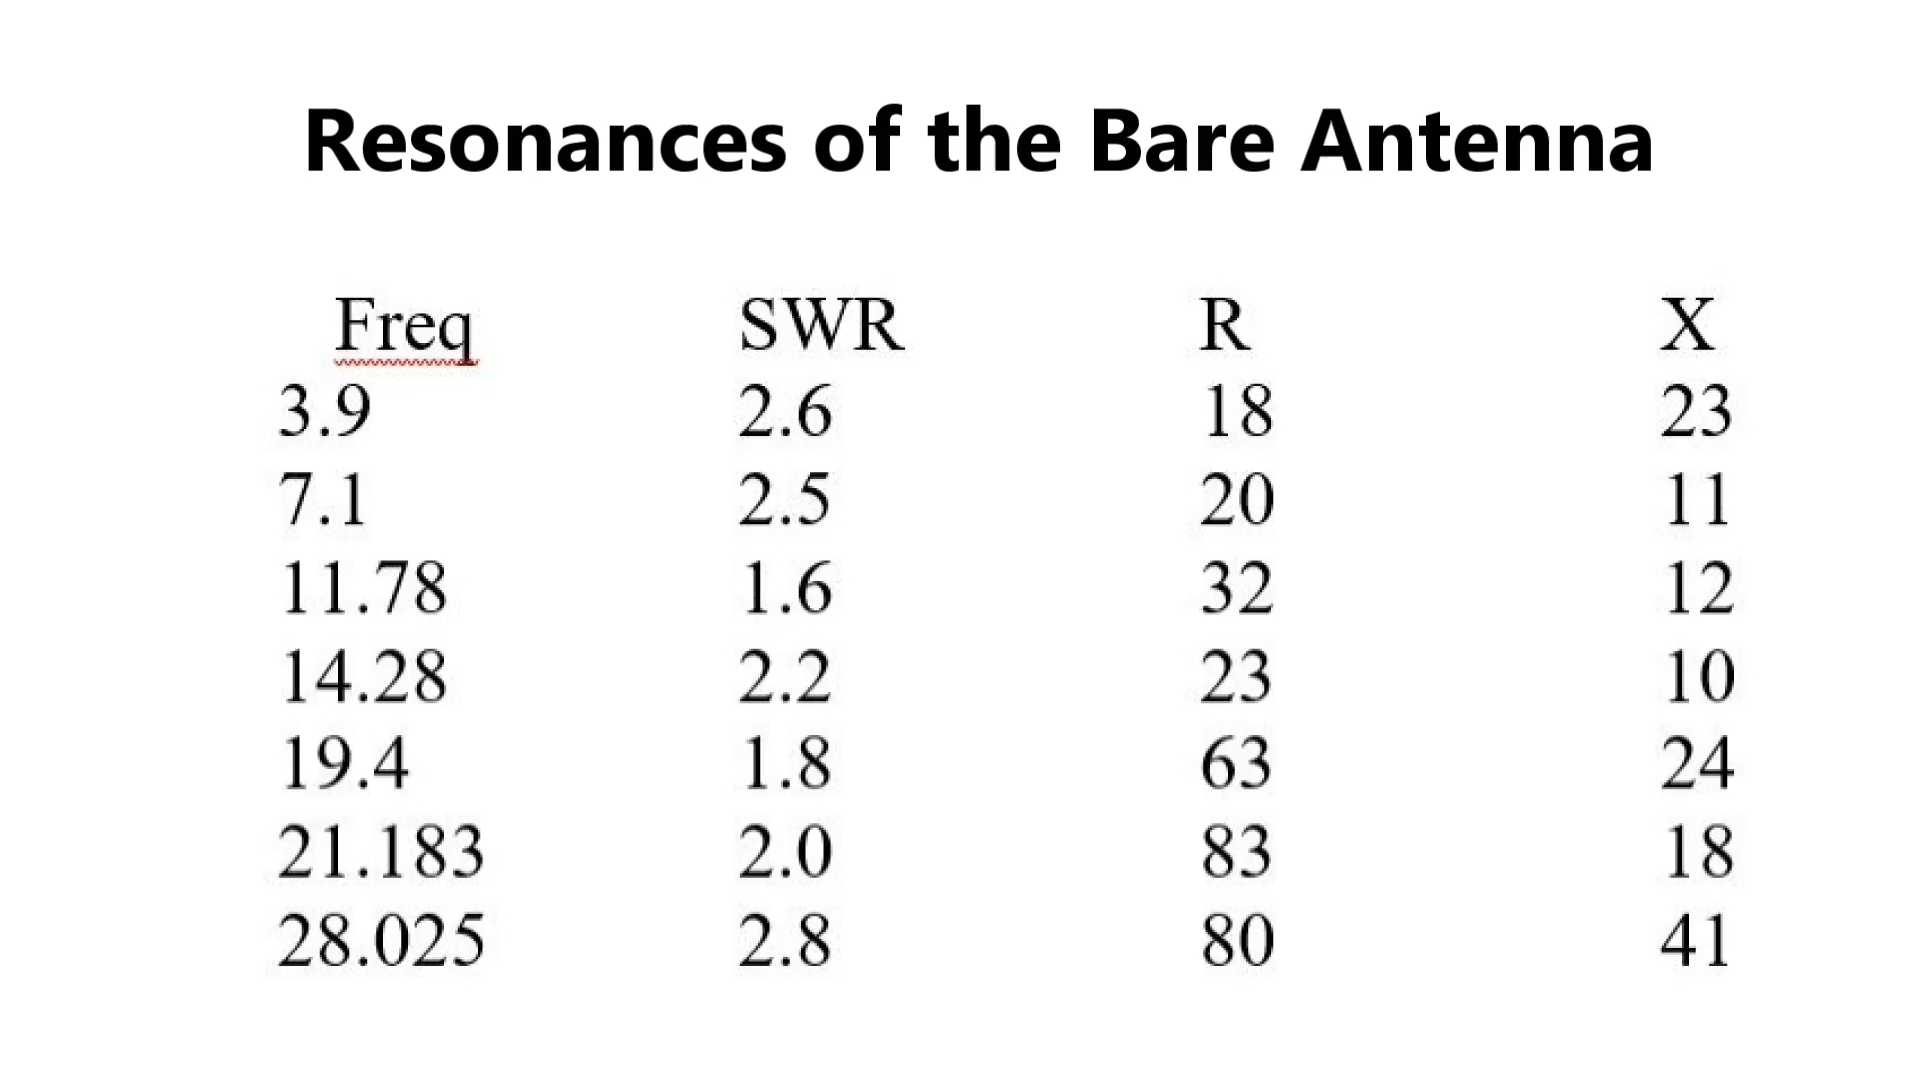 Resonances of the Bare Antenna
Freq SWR R X
3.9 2.6 18 23
7.1 2.5 20 11
11.78 1.6 32 12
14.28 2.2 23 10
19.4 1.8 63 24
21.183 2.0 83 18
28.025 2.8 80 41